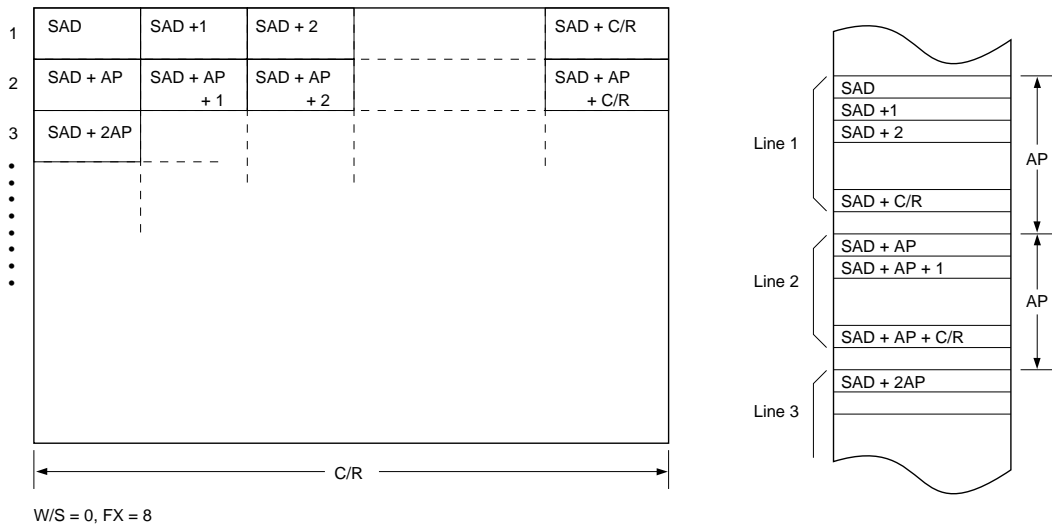 1 SAD SAD +1 SAD + 2 SAD + C/R
2 SAD + AP SAD + AP + 1 SAD + AP + 2 SAD + AP + C/R
3 SAD + 2AP
C/R
W/S = 0, FX = 8
Line 1
SAD
SAD +1
SAD + 2
SAD + C/R
AP
Line 2
SAD + AP
SAD + AP + 1
SAD + AP + C/R
AP
Line 3
SAD + 2AP